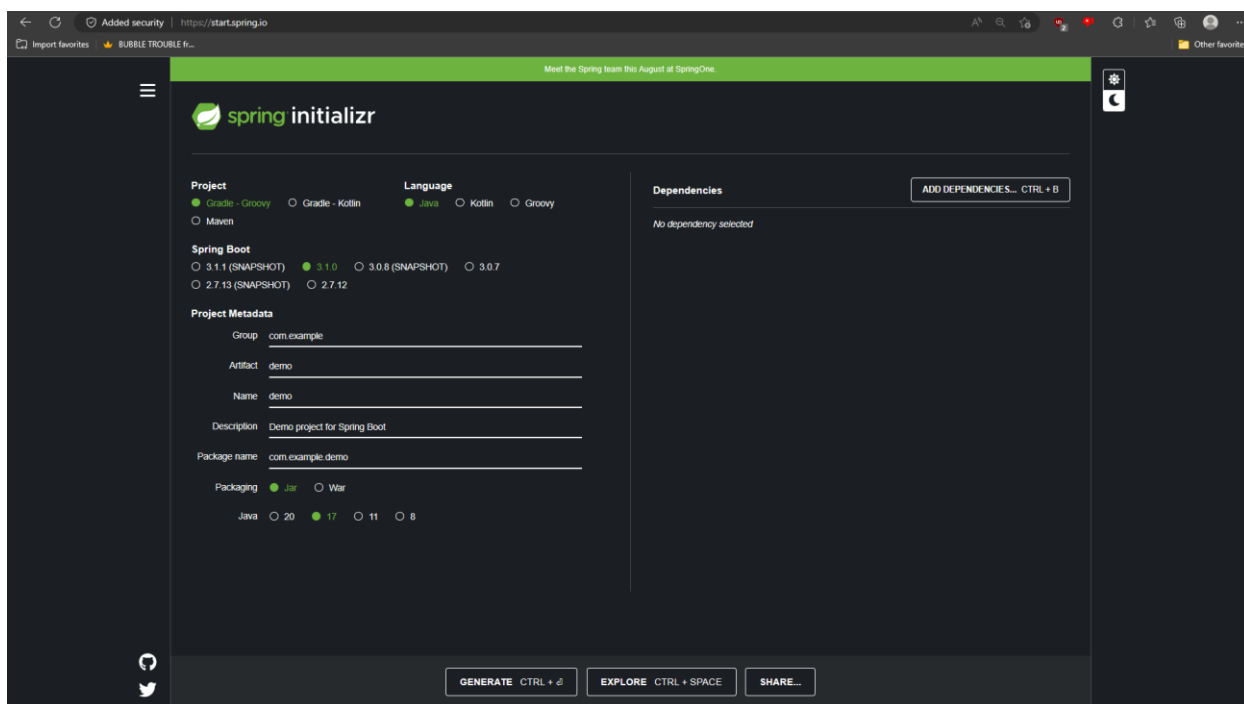 Added security https://start.spring.io
Import favorites BUBBLE TROUBLE fr... Other favorite
Meet the Spring team this August at SpringOne.
spring initializr
Project Language
Gradle - Groovy Gradle - Kotlin Java Kotlin Groovy
Maven
Spring Boot
3.1.1 (SNAPSHOT) 3.1.0 3.0.8 (SNAPSHOT) 3.0.7
2.7.13 (SNAPSHOT) 2.7.12
Project Metadata
Group com.example
Artifact demo
Name demo
Description Demo project for Spring Boot
Package name com.example.demo
Packaging Jar War
Java 20 17 11 8
Dependencies ADD DEPENDENCIES... CTRL + B
No dependency selected
GENERATE CTRL + ⏎ EXPLORE CTRL + SPACE SHARE...